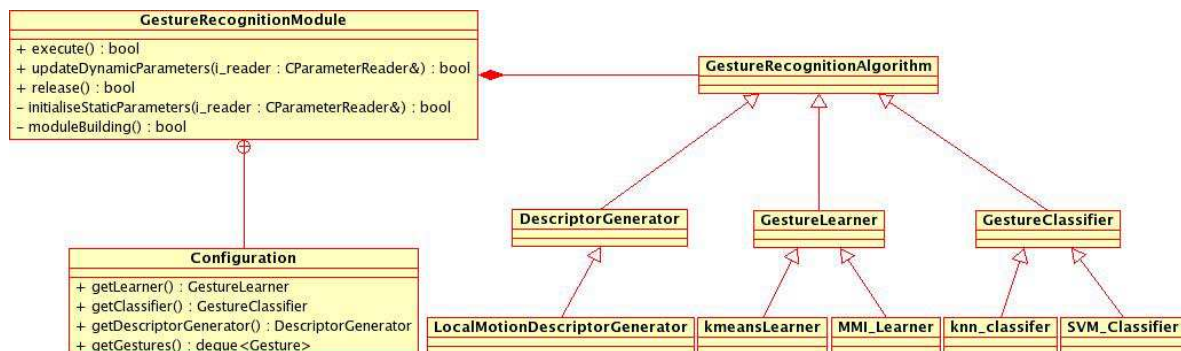 GestureRecognitionModule
+ execute() : bool
+ updateDynamicParameters(i_reader : CParameterReader&) : bool
+ release() : bool
– initialiseStaticParameters(i_reader : CParameterReader&) : bool
– moduleBuilding() : bool
GestureRecognitionAlgorithm
DescriptorGenerator
GestureLearner
GestureClassifier
Configuration
+ getLearner() : GestureLearner
+ getClassifier() : GestureClassifier
+ getDescriptorGenerator() : DescriptorGenerator
+ getGestures() : deque<Gesture>
LocalMotionDescriptorGenerator
kmeansLearner
MMI_Learner
knn_classifer
SVM_Classifier